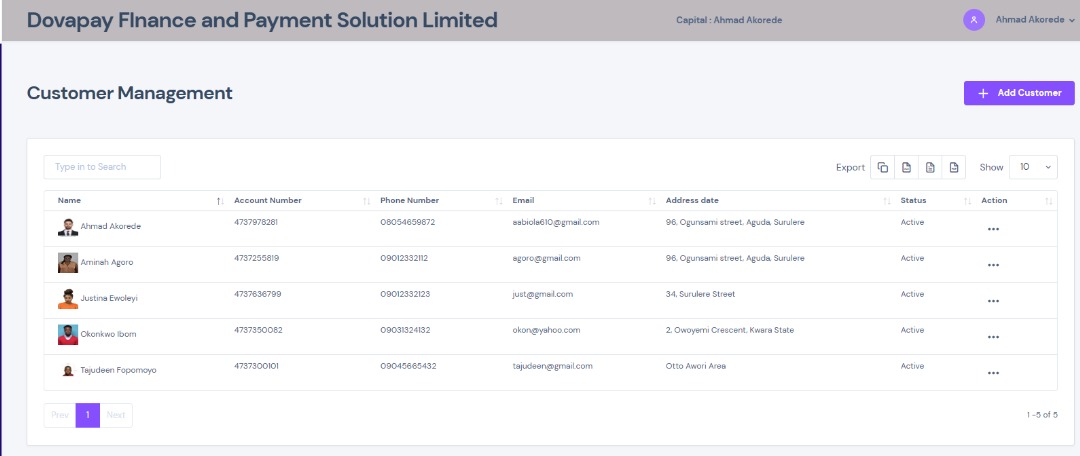 Dovapay FInance and Payment Solution Limited Capital : Ahmad Akorede Ahmad Akorede
Customer Management Add Customer
Type in to Search Export Show 10
Name Account Number Phone Number Email Address date Status Action
Ahmad Akorede 4737978281 08054659872 aabiola610@gmail.com 96, Ogunsami street, Aguda, Surulere Active
Aminah Agoro 4737255819 09012332112 agoro@gmail.com 96, Ogunsami street, Aguda, Surulere Active
Justina Ewoleyi 4737636799 09012332123 just@gmail.com 34, Surulere Street Active
Okonkwo Ibom 4737350082 09031324132 okon@yahoo.com 2, Owoyemi Crescent, Kwara State Active
Tajudeen Fopomoyo 4737300101 09045665432 tajudeen@gmail.com Otto Awori Area Active
Prev 1 Next 1 -5 of 5